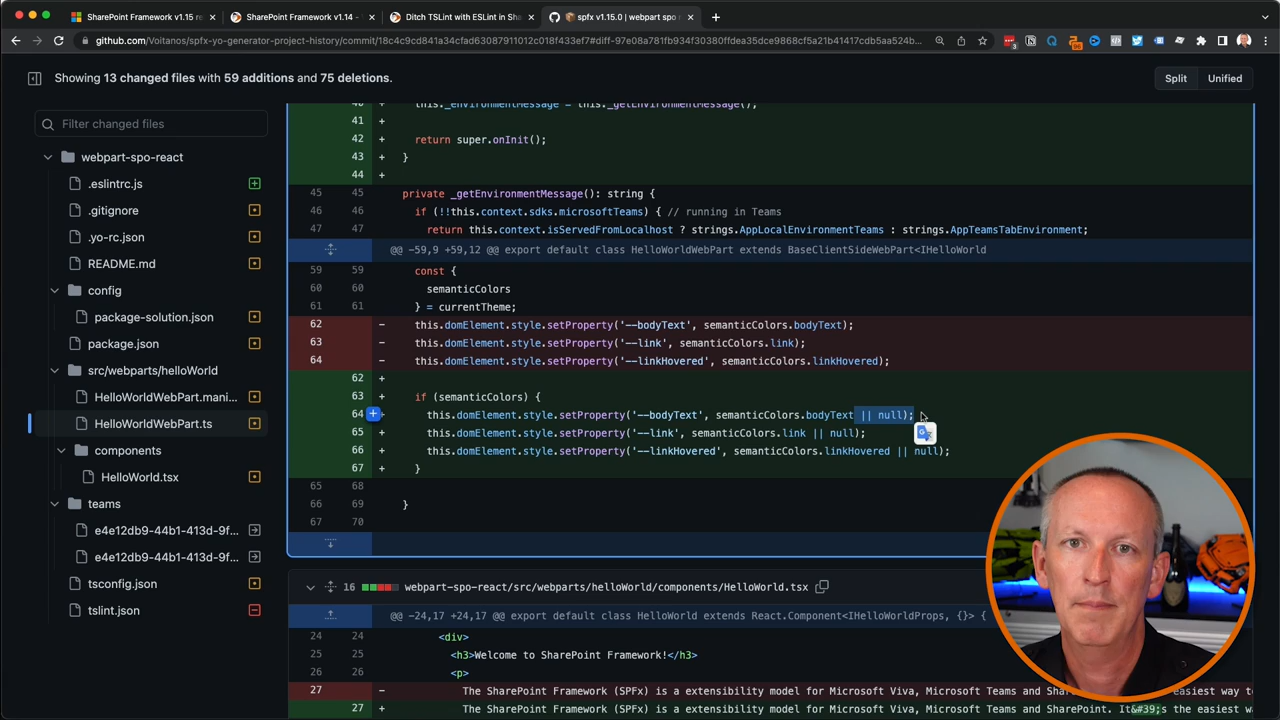 SharePoint Framework v1.15 re
SharePoint Framework v1.14 -
Ditch TSLint with ESLint in Sh
spfx v1.15.0 | webpart spo
github.com/Voitanos/spfx-yo-generator-project-history/commit/18c4c9cd841a34cfad63087911012c018f433ef7#diff-97e08a781fb934f30380ffdea35dce9868cf5a21b41417cdb5aa524b...
Showing 13 changed files with 59 additions and 75 deletions.
Split Unified
Filter changed files
webpart-spo-react
.eslintrc.js
.gitignore
.yo-rc.json
README.md
config
package-solution.json
package.json
src/webparts/helloWorld
HelloWorldWebPart.mani...
HelloWorldWebPart.ts
components
HelloWorld.tsx
teams
e4e12db9-44b1-413d-9f...
e4e12db9-44b1-413d-9f...
tsconfig.json
tslint.json
40 + this._environmentMessage = this._getEnvironmentMessage();
41 +
42 + return super.onInit();
43 + }
44 +
45 45 private _getEnvironmentMessage(): string {
46 46 if (!!this.context.sdks.microsoftTeams) { // running in Teams
47 47 return this.context.isServedFromLocalhost ? strings.AppLocalEnvironmentTeams : strings.AppTeamsTabEnvironment;
@@ -59,9 +59,12 @@ export default class HelloWorldWebPart extends BaseClientSideWebPart<IHelloWorld
59 59 const {
60 60 semanticColors
61 61 } = currentTheme;
62 - this.domElement.style.setProperty('--bodyText', semanticColors.bodyText);
63 - this.domElement.style.setProperty('--link', semanticColors.link);
64 - this.domElement.style.setProperty('--linkHovered', semanticColors.linkHovered);
62 +
63 + if (semanticColors) {
64 + this.domElement.style.setProperty('--bodyText', semanticColors.bodyText || null);
65 + this.domElement.style.setProperty('--link', semanticColors.link || null);
66 + this.domElement.style.setProperty('--linkHovered', semanticColors.linkHovered || null);
67 + }
65 68
66 69 }
67 70
16 webpart-spo-react/src/webparts/helloWorld/components/HelloWorld.tsx
@@ -24,17 +24,17 @@ export default class HelloWorld extends React.Component<IHelloWorldProps, {}> {
24 24 <div>
25 25 <h3>Welcome to SharePoint Framework!</h3>
26 26 <p>
27 - The SharePoint Framework (SPFx) is a extensibility model for Microsoft Viva, Microsoft Teams and Sha easiest way to
27 + The SharePoint Framework (SPFx) is a extensibility model for Microsoft Viva, Microsoft Teams and SharePoint. It&#39;s the easiest w